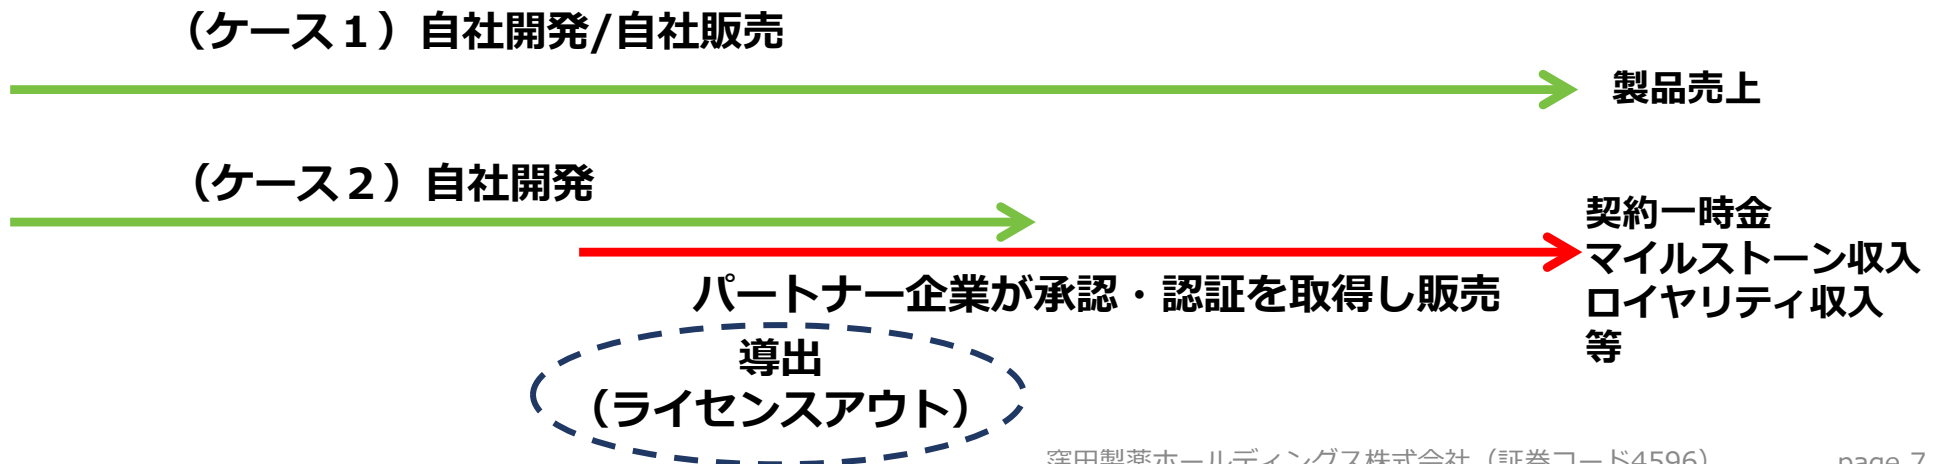 （ケース１）自社開発/自社販売
製品売上
（ケース２）自社開発
契約一時金
マイルストーン収入
ロイヤリティ収入
等
パートナー企業が承認・認証を取得し販売
導出
（ライセンスアウト）
窪田製薬ホールディングス株式会社（証券コード4596） page 7